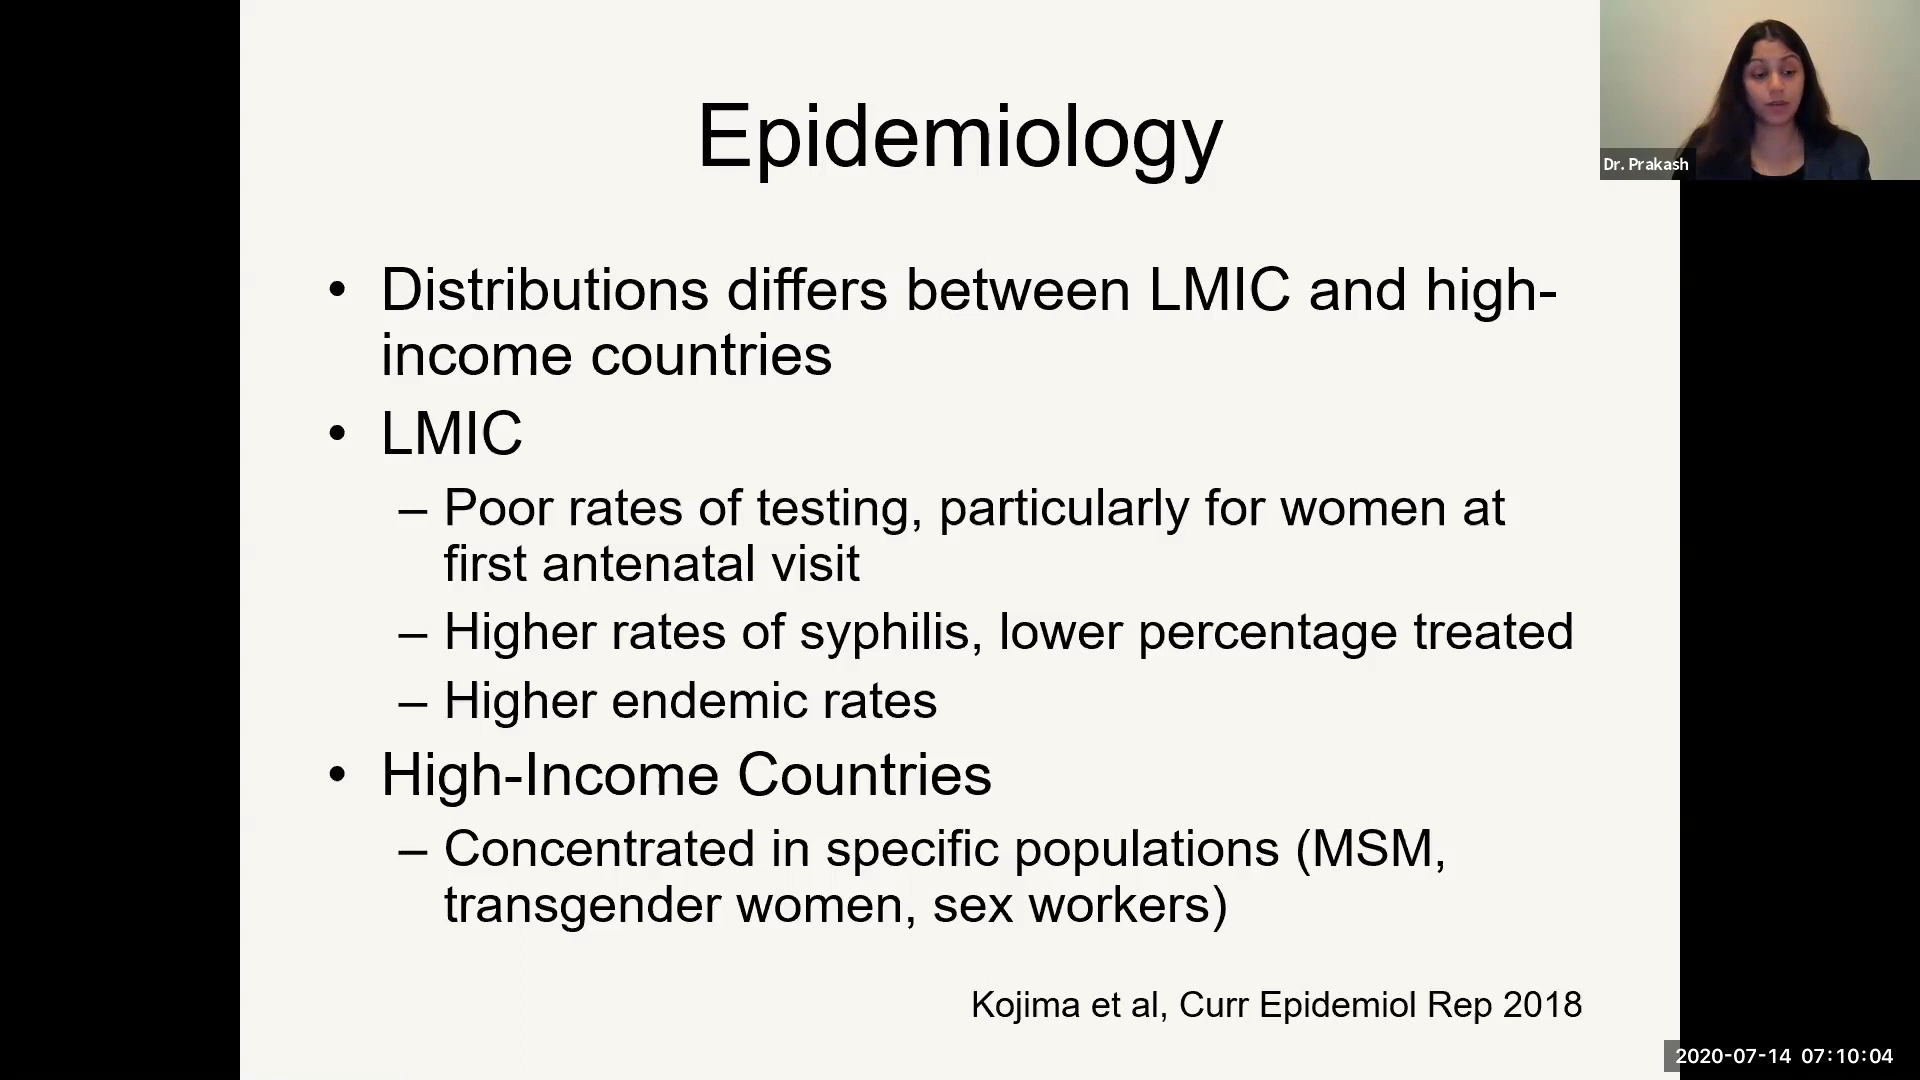 Epidemiology
Dr. Prakash
• Distributions differs between LMIC and high-
income countries
• LMIC
– Poor rates of testing, particularly for women at
first antenatal visit
– Higher rates of syphilis, lower percentage treated
– Higher endemic rates
• High-Income Countries
– Concentrated in specific populations (MSM,
transgender women, sex workers)
Kojima et al, Curr Epidemiol Rep 2018
2020-07-14 07:10:04